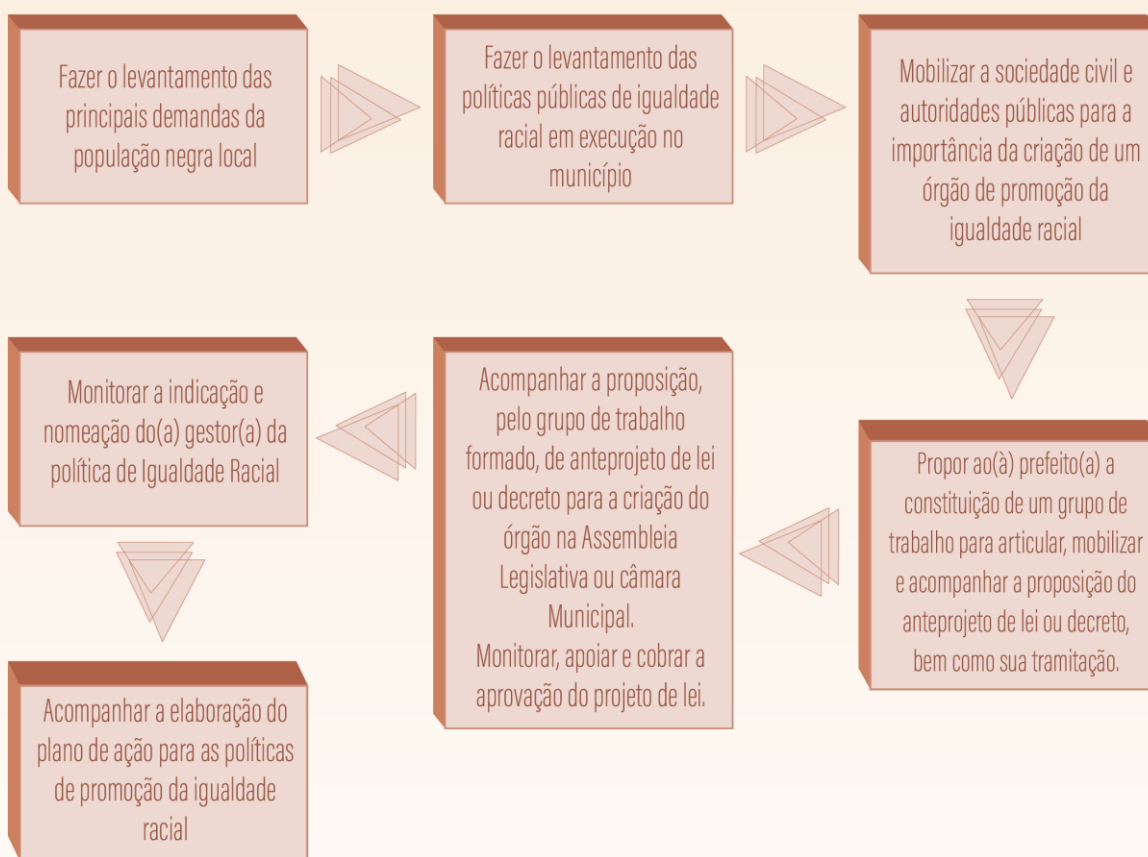 Fazer o levantamento das
principais demandas da
população negra local
Fazer o levantamento das
políticas públicas de igualdade
racial em execução no
município
Mobilizar a sociedade civil e
autoridades públicas para a
importância da criação de um
órgão de promoção da
igualdade racial
Propor ao(à) prefeito(a) a
constituição de um grupo de
trabalho para articular, mobilizar
e acompanhar a proposição do
anteprojeto de lei ou decreto,
bem como sua tramitação.
Acompanhar a proposição,
pelo grupo de trabalho
formado, de anteprojeto de lei
ou decreto para a criação do
órgão na Assembleia
Legislativa ou câmara
Municipal.
Monitorar, apoiar e cobrar a
aprovação do projeto de lei.
Monitorar a indicação e
nomeação do(a) gestor(a) da
política de Igualdade Racial
Acompanhar a elaboração do
plano de ação para as políticas
de promoção da igualdade
racial